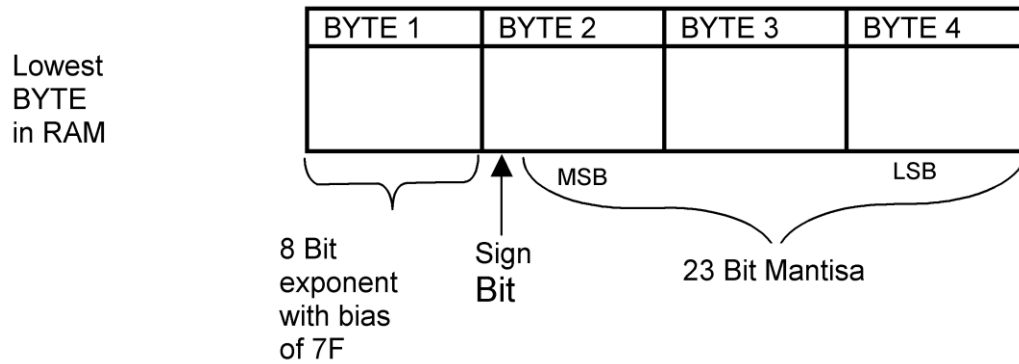 BYTE 1 BYTE 2 BYTE 3 BYTE 4
Lowest
BYTE
in RAM
MSB LSB
8 Bit
exponent
with bias
of 7F
Sign
Bit
23 Bit Mantisa